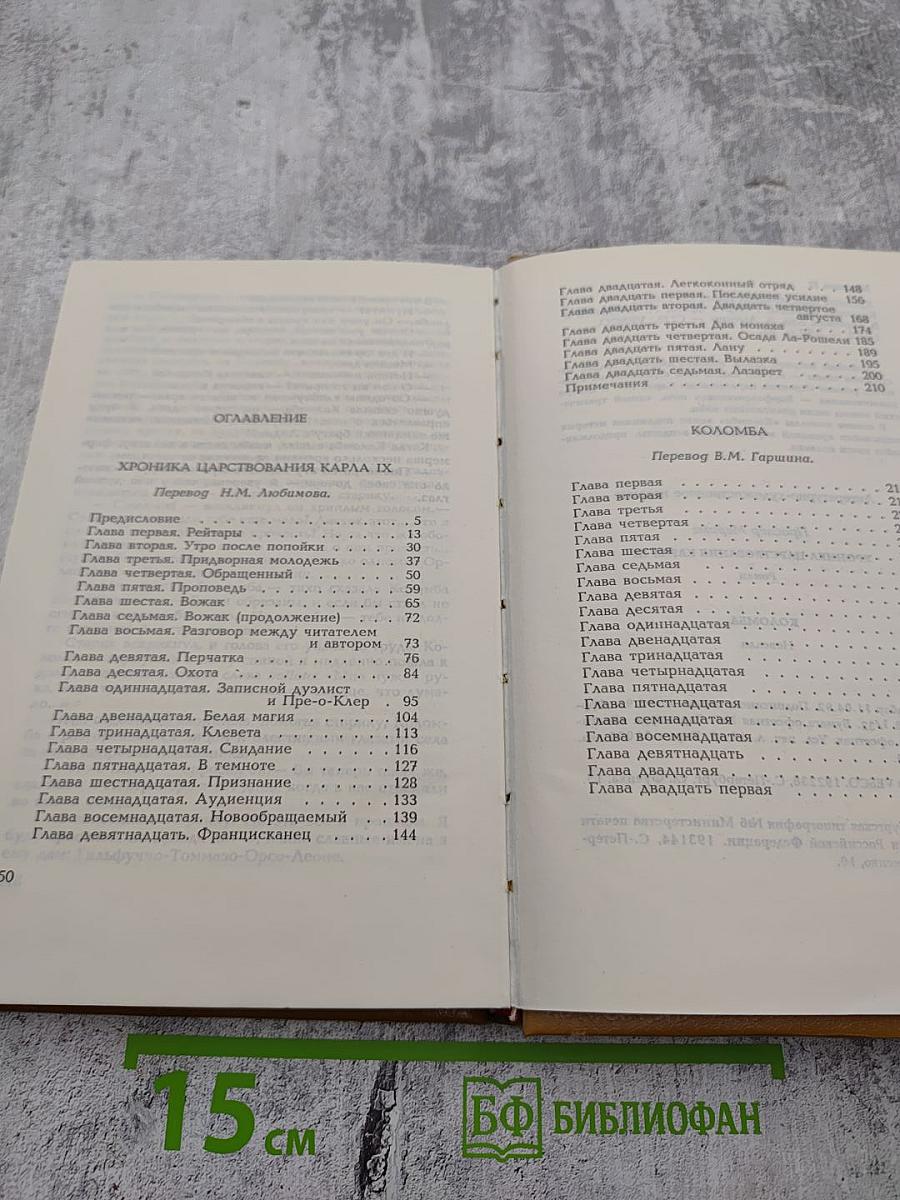 ОГЛАВЛЕНИЕ
ХРОНИКА ЦАРСТВОВАНИЯ КАРЛА IX
Перевод Н.М. Любимова.
Предисловие . . . . . . . . . . . . . . . . 5
Глава первая. Рейтары . . . . . . . . . . . 13
Глава вторая. Утро после попойки . . . . . 30
Глава третья. Придворная молодежь . . . . 37
Глава четвертая. Обращенный . . . . . . . 50
Глава пятая. Проповедь . . . . . . . . . . 59
Глава шестая. Вожак . . . . . . . . . . . . 65
Глава седьмая. Вожак (продолжение) . . . 72
Глава восьмая. Разговор между читателем
и автором . 73
Глава девятая. Перчатка . . . . . . . . . . 76
Глава десятая. Охота . . . . . . . . . . . . 84
Глава одиннадцатая. Записной дуэлист
и Пре-о-Клер . 95
Глава двенадцатая. Белая магия . . . . . 104
Глава тринадцатая. Клевета . . . . . . . 113
Глава четырнадцатая. Свидание . . . . . . 116
Глава пятнадцатая. В темноте . . . . . . . 127
Глава шестнадцатая. Признание . . . . . . 128
Глава семнадцатая. Аудиенция . . . . . . 133
Глава восемнадцатая. Новообращаемый . . 139
Глава девятнадцать. Францисканец . . . . 144
50
Глава двадцатая. Легкоконный отряд . . 148
Глава двадцать первая. Последнее усилие 156
Глава двадцать вторая. Двадцать четвертое
августа 168
Глава двадцать третья Два монаха . . . . 174
Глава двадцать четвертая. Осада Ла-Рошели 185
Глава двадцать пятая. Лану . . . . . . . . 189
Глава двадцать шестая. Вылазка . . . . . 195
Глава двадцать седьмая. Лазарет . . . . . 200
Примечания . . . . . . . . . . . . . . . . 210
КОЛОМБА
Перевод В.М. Гаршина.
Глава первая
Глава вторая
Глава третья
Глава четвертая
Глава пятая
Глава шестая
Глава седьмая
Глава восьмая
Глава девятая
Глава десятая
Глава одиннадцатая
Глава двенадцатая
Глава тринадцатая
Глава четырнадцатая
Глава пятнадцатая
Глава шестнадцатая
Глава семнадцатая
Глава восемнадцатая
Глава девятнадцать
Глава двадцатая
Глава двадцать первая
15 см
БФ БИБЛИОФАН